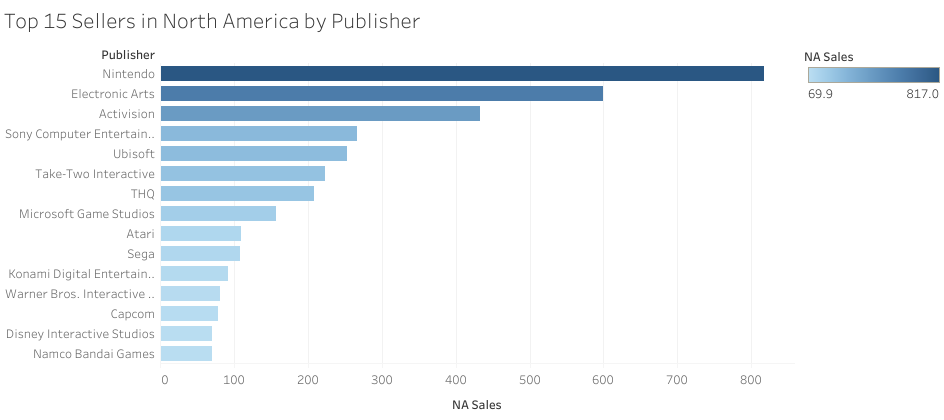 Top 15 Sellers in North America by Publisher
Publisher
NA Sales
Nintendo
69.9 817.0
Electronic Arts
Activision
Sony Computer Entertain..
Ubisoft
Take-Two Interactive
THQ
Microsoft Game Studios
Atari
Sega
Konami Digital Entertain..
Warner Bros. Interactive ..
Capcom
Disney Interactive Studios
Namco Bandai Games
0 100 200 300 400 500 600 700 800
NA Sales